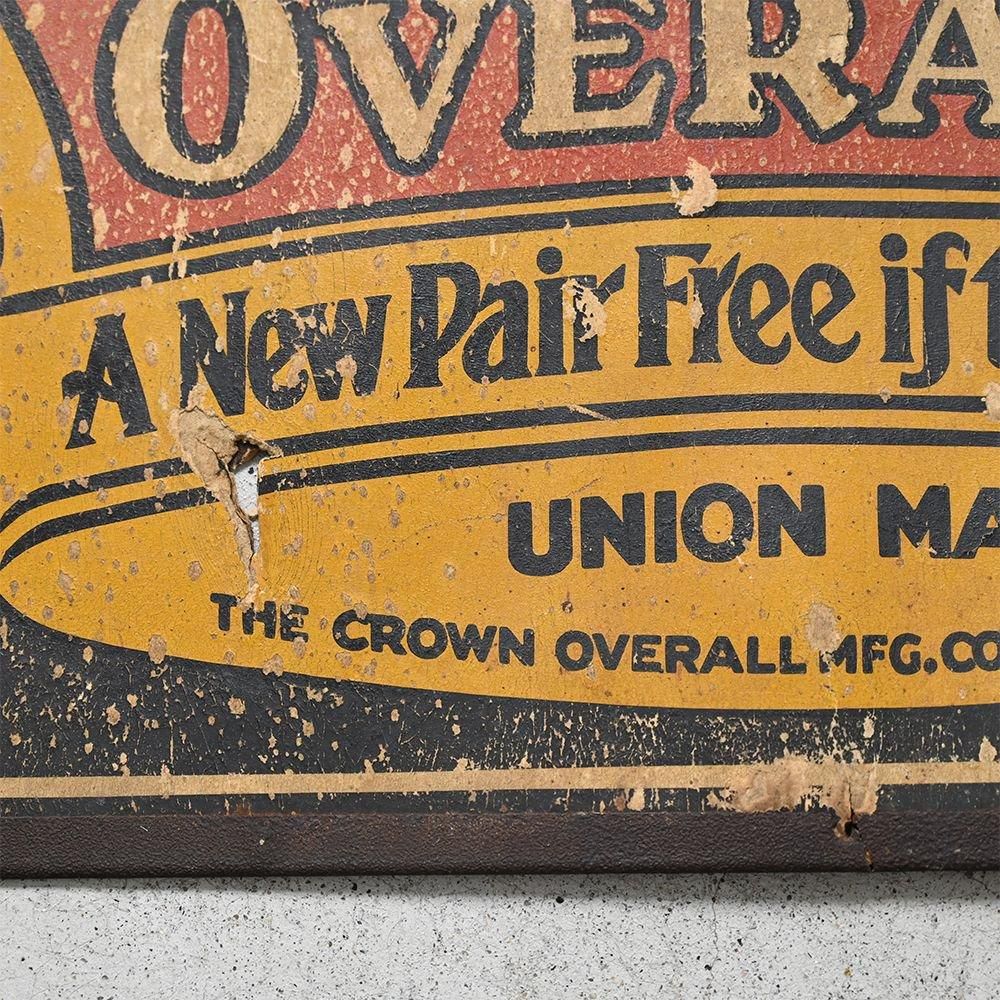 OVERA
A New Pair Free if t
UNION MA
THE CROWN OVERALL MFG. CO